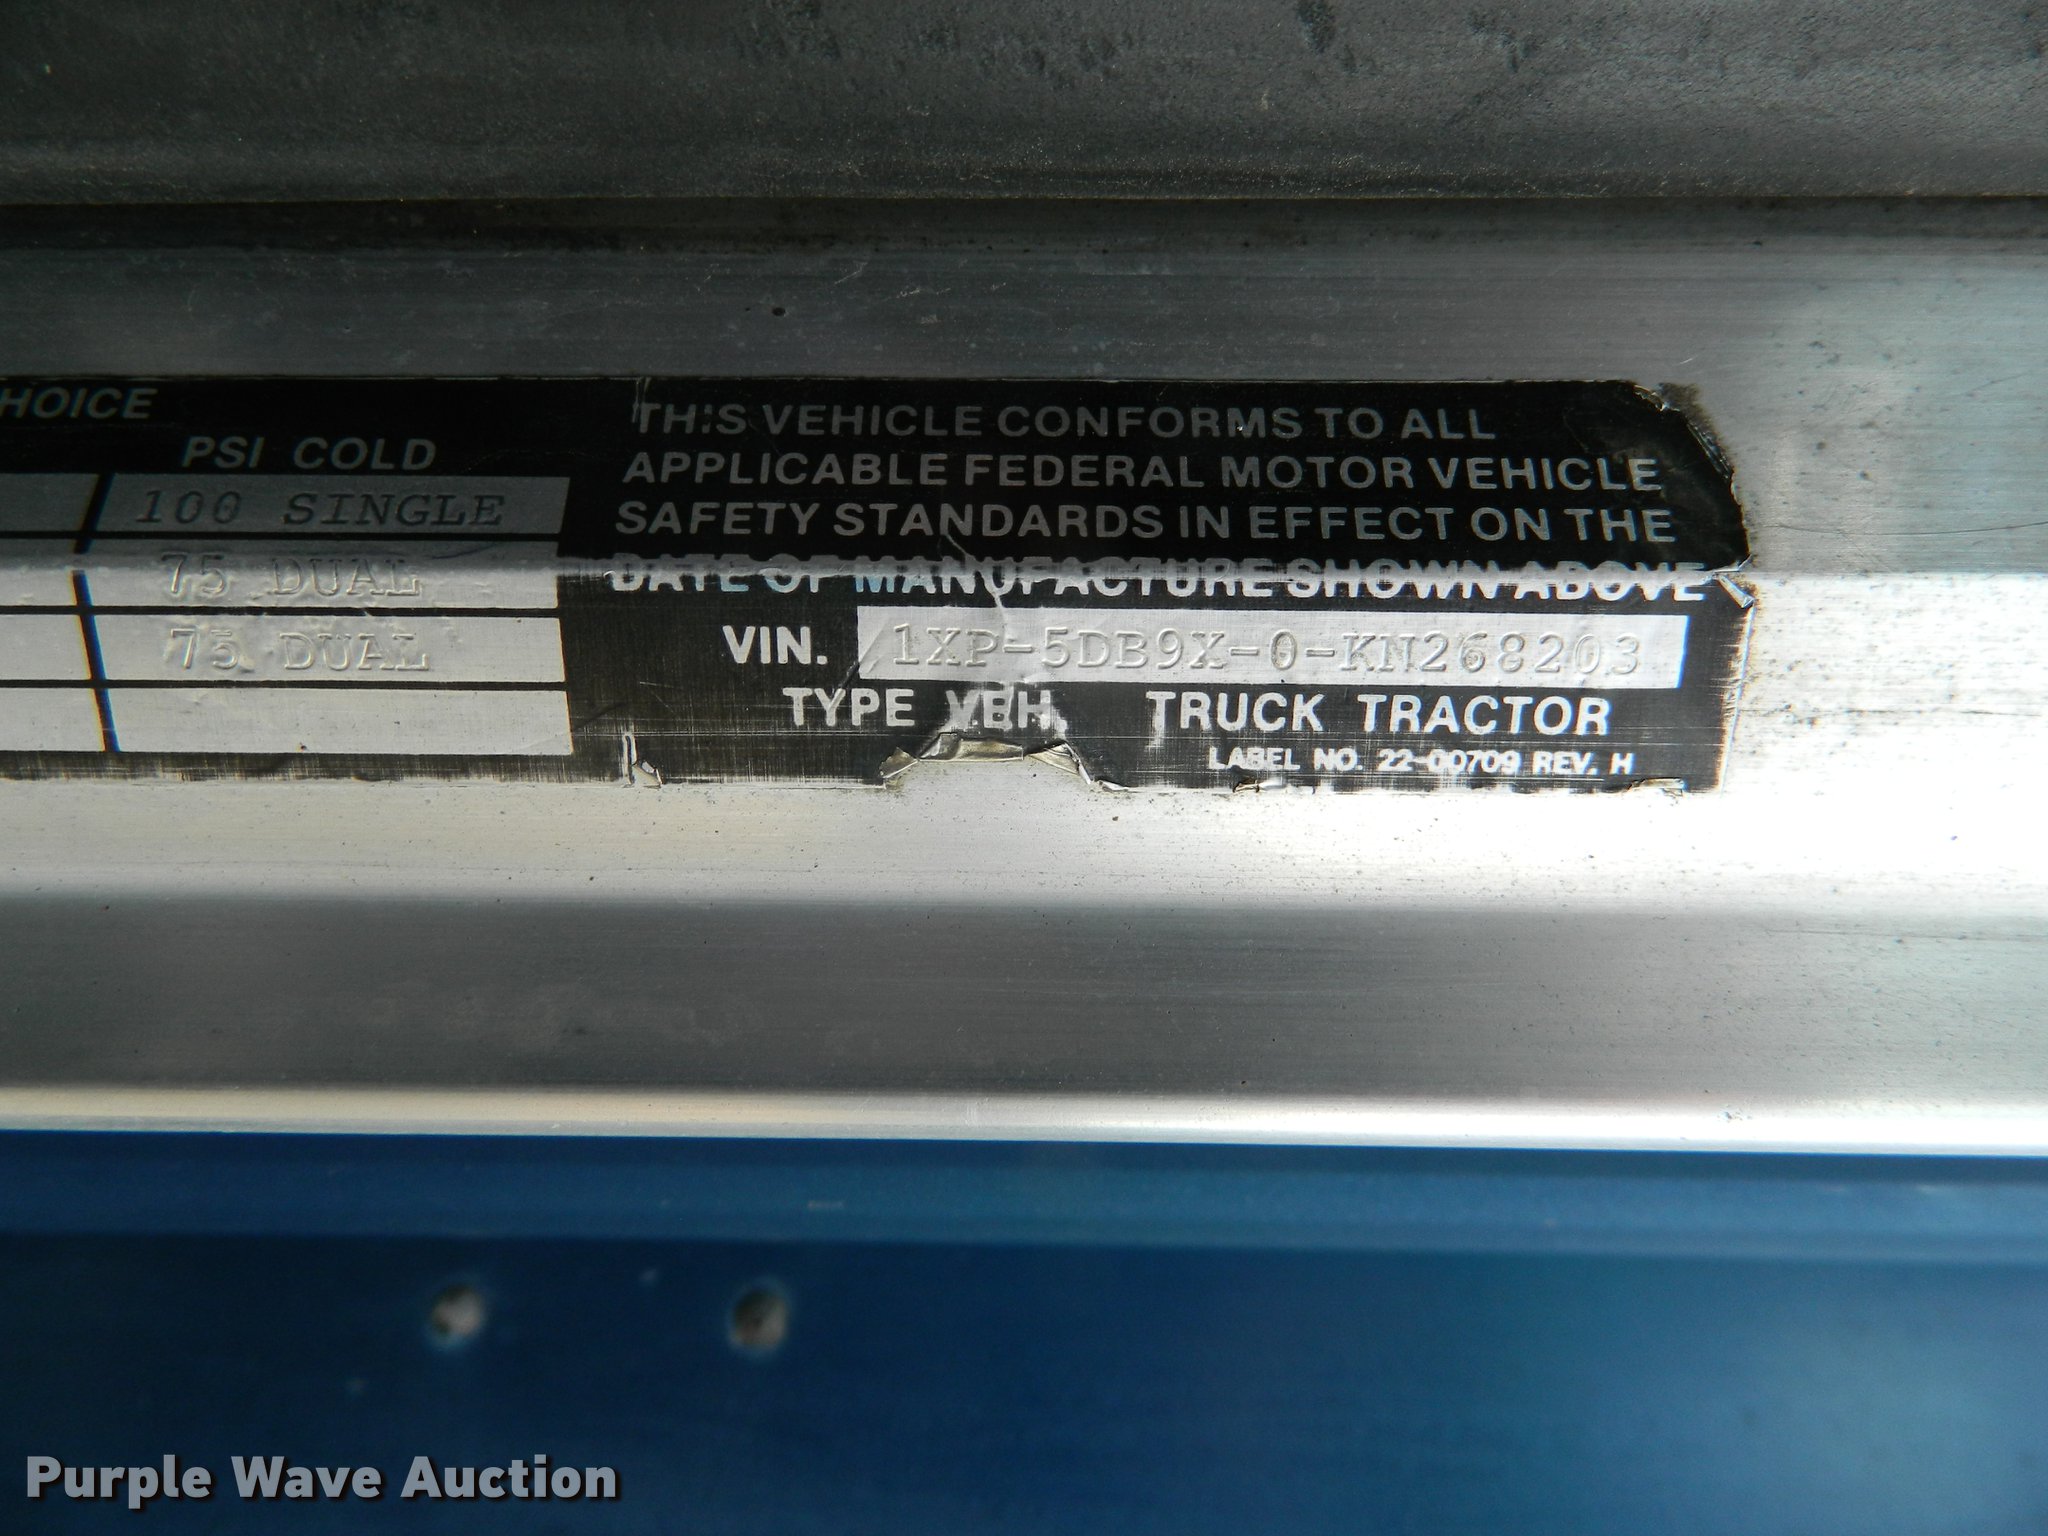 HOICE
PSI COLD
100 SINGLE
75 DUAL
75 DUAL
THIS VEHICLE CONFORMS TO ALL
APPLICABLE FEDERAL MOTOR VEHICLE
SAFETY STANDARDS IN EFFECT ON THE
DATE OF MANUFACTURE SHOWN ABOVE
VIN. 1XP-5DB9X-0-KN268203
TYPE VEH TRUCK TRACTOR
LABEL NO. 22-00709 REV. H
Purple Wave Auction